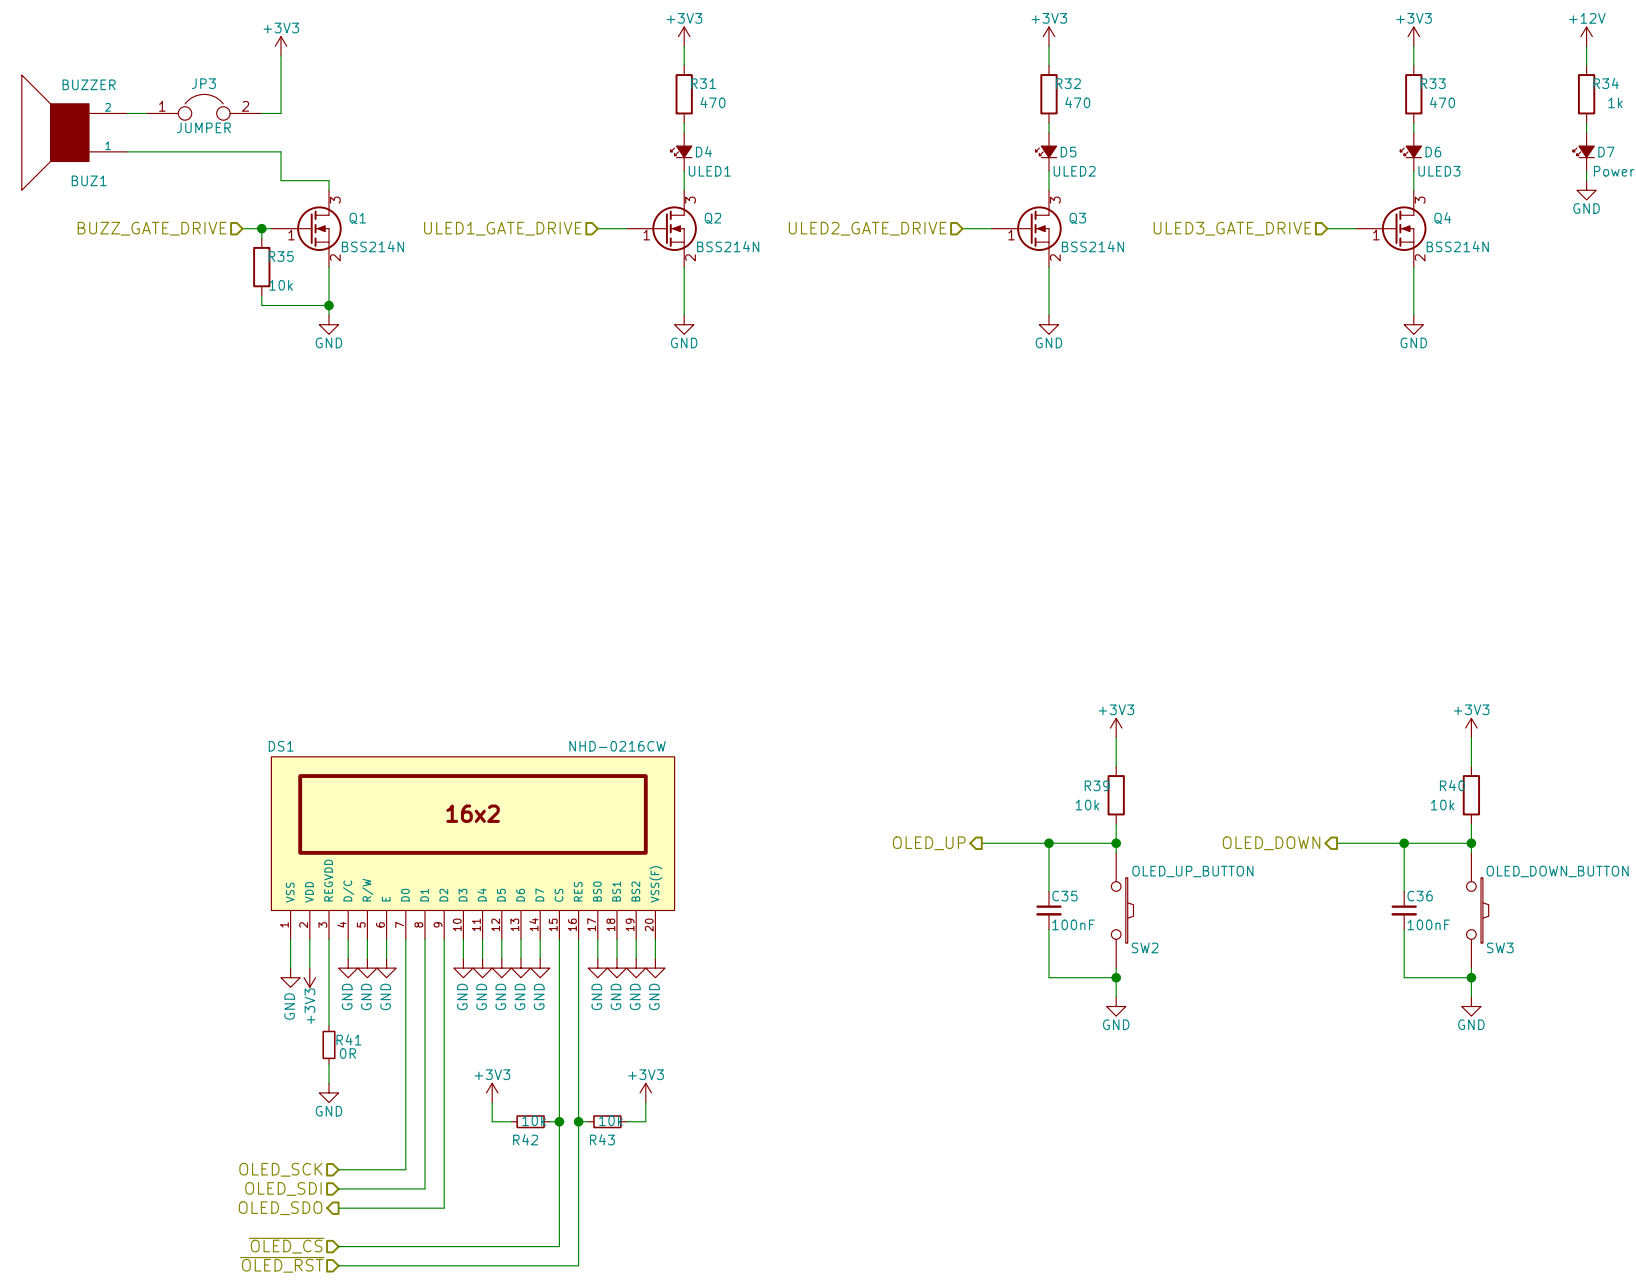 +3V3
BUZZER
2
1
BUZ1
JP3
1
2
JUMPER
BUZZ_GATE_DRIVE
R35
10k
1
3
2
Q1
BSS214N
GND
+3V3
R31
470
D4
ULED1
ULED1_GATE_DRIVE
1
3
2
Q2
BSS214N
GND
+3V3
R32
470
D5
ULED2
ULED2_GATE_DRIVE
1
3
2
Q3
BSS214N
GND
+3V3
R33
470
D6
ULED3
ULED3_GATE_DRIVE
1
3
2
Q4
BSS214N
GND
+12V
R34
1k
D7
Power
GND
DS1
NHD-0216CW
16x2
VSS
VDD
REGVDD
D/C
R/W
E
D0
D1
D2
D3
D4
D5
D6
D7
CS
RES
BS0
BS1
BS2
VSS(F)
1
2
3
4
5
6
7
8
9
10
11
12
13
14
15
16
17
18
19
20
GND
+3V3
GND
GND
GND
GND
GND
GND
GND
GND
GND
GND
GND
GND
R41
0R
GND
+3V3
10k
R42
+3V3
10k
R43
OLED_SCK
OLED_SDI
OLED_SDO
OLED_CS
OLED_RST
+3V3
R39
10k
OLED_UP
OLED_UP_BUTTON
C35
100nF
SW2
GND
+3V3
R40
10k
OLED_DOWN
OLED_DOWN_BUTTON
C36
100nF
SW3
GND